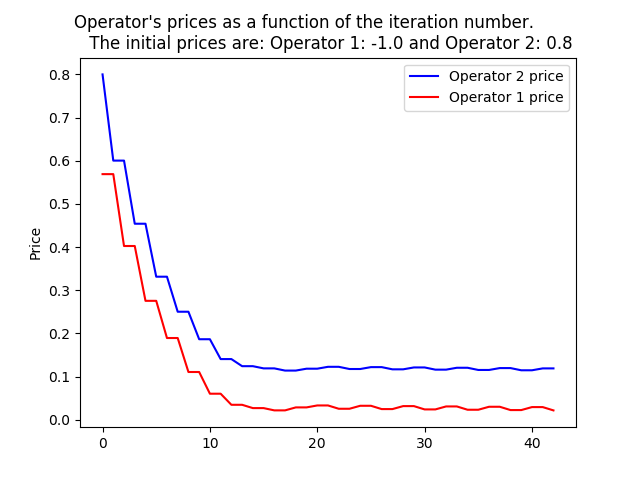 Operator's prices as a function of the iteration number.
The initial prices are: Operator 1: -1.0 and Operator 2: 0.8
Operator 2 price
Operator 1 price
Price
0.8
0.7
0.6
0.5
0.4
0.3
0.2
0.1
0.0
0 10 20 30 40